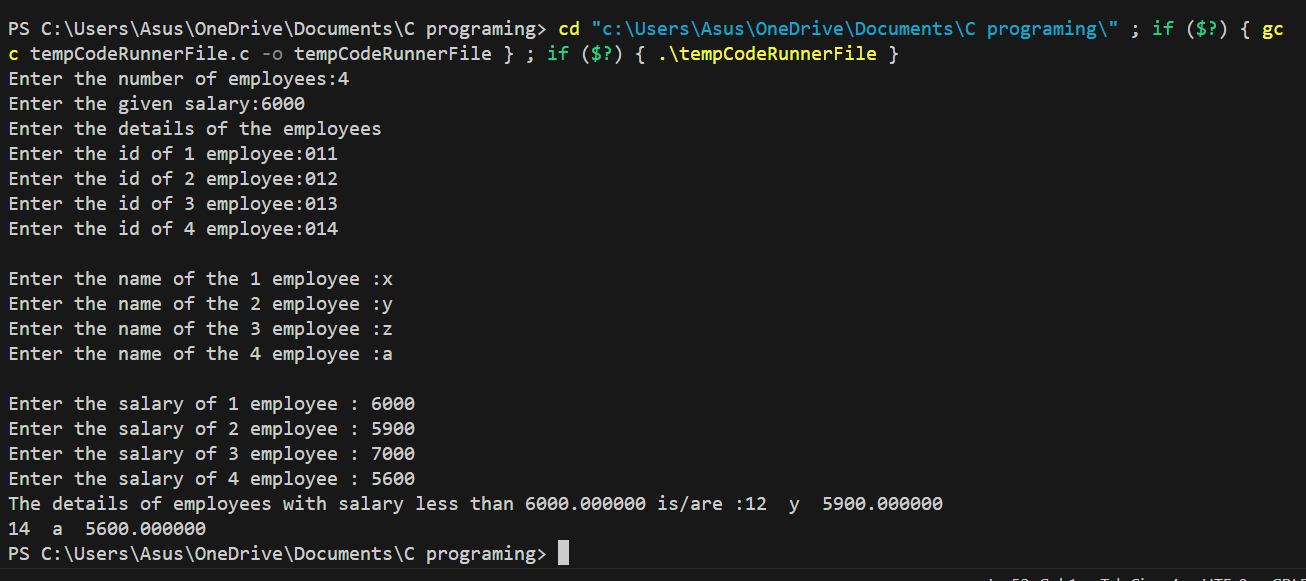 PS C:\Users\Asus\OneDrive\Documents\C programing> cd "c:\Users\Asus\OneDrive\Documents\C programing\" ; if ($?) { gc
c tempCodeRunnerFile.c -o tempCodeRunnerFile } ; if ($?) { .\tempCodeRunnerFile }
Enter the number of employees:4
Enter the given salary:6000
Enter the details of the employees
Enter the id of 1 employee:011
Enter the id of 2 employee:012
Enter the id of 3 employee:013
Enter the id of 4 employee:014
Enter the name of the 1 employee :x
Enter the name of the 2 employee :y
Enter the name of the 3 employee :z
Enter the name of the 4 employee :a
Enter the salary of 1 employee : 6000
Enter the salary of 2 employee : 5900
Enter the salary of 3 employee : 7000
Enter the salary of 4 employee : 5600
The details of employees with salary less than 6000.000000 is/are :12  y  5900.000000
14  a  5600.000000
PS C:\Users\Asus\OneDrive\Documents\C programing>